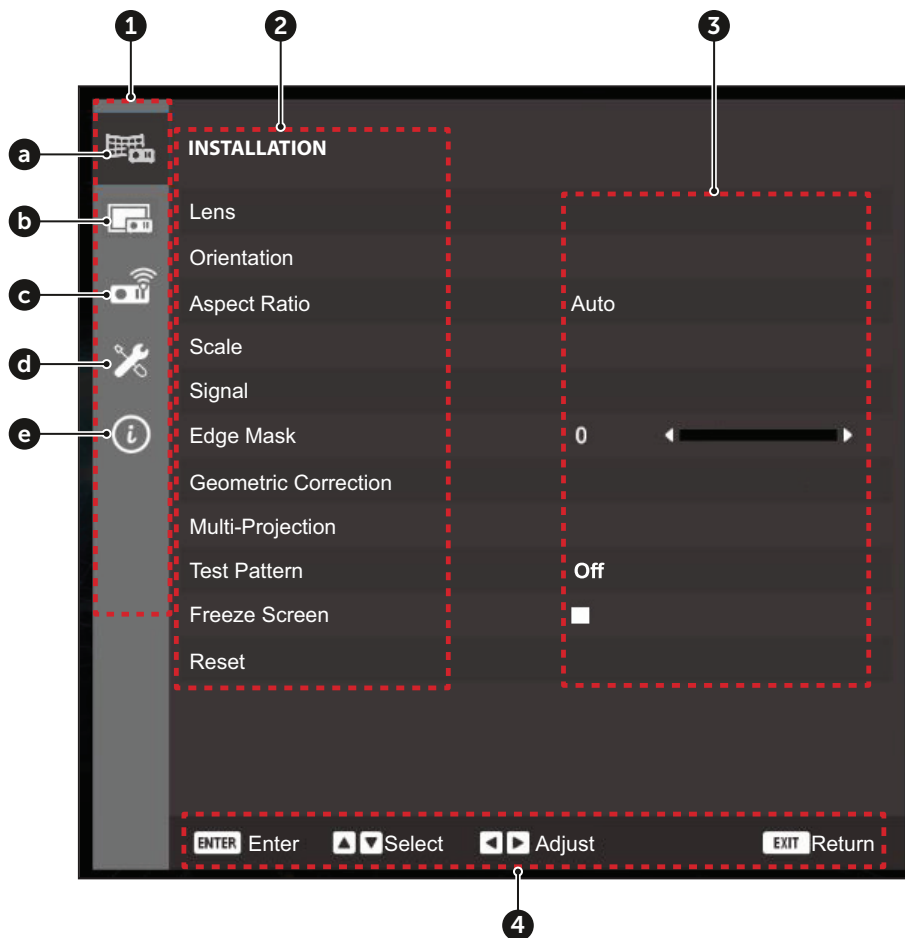 1 2 3
a INSTALLATION
b Lens
Orientation
c Aspect Ratio Auto
d Scale
Signal
e Edge Mask 0
Geometric Correction
Multi-Projection
Test Pattern Off
Freeze Screen
Reset
ENTER Enter Select Adjust EXIT Return
4